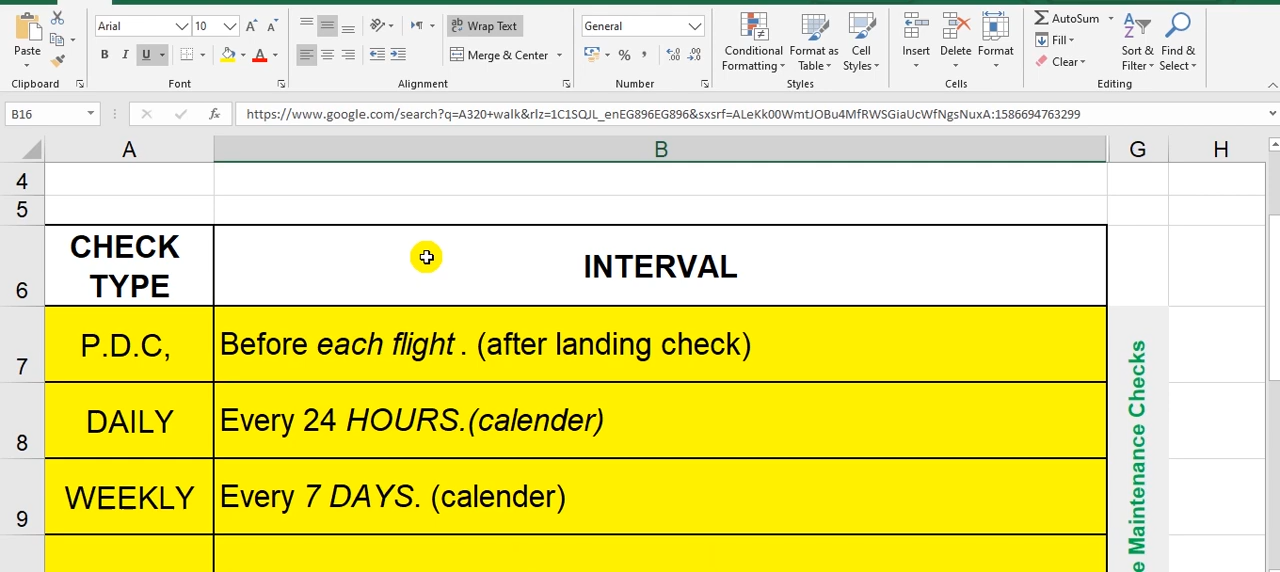 Arial 10 Wrap Text General AutoSum
Paste Merge & Center Conditional Formatting Format as Table Cell Styles Insert Delete Format Fill Clear Sort & Filter Find & Select
Clipboard Font Alignment Number Styles Cells Editing
B16 fx https://www.google.com/search?q=A320+walk&rlz=1C1SQJL_enEG896EG896&sxsrf=ALeKk00WmtJOBu4MfRWSGiaUcWfNgsNuxA:1586694763299
A B G H
4
5
6 CHECK TYPE INTERVAL
7 P.D.C, Before each flight . (after landing check)
8 DAILY Every 24 HOURS.(calender)
9 WEEKLY Every 7 DAYS. (calender)
e Maintenance Checks